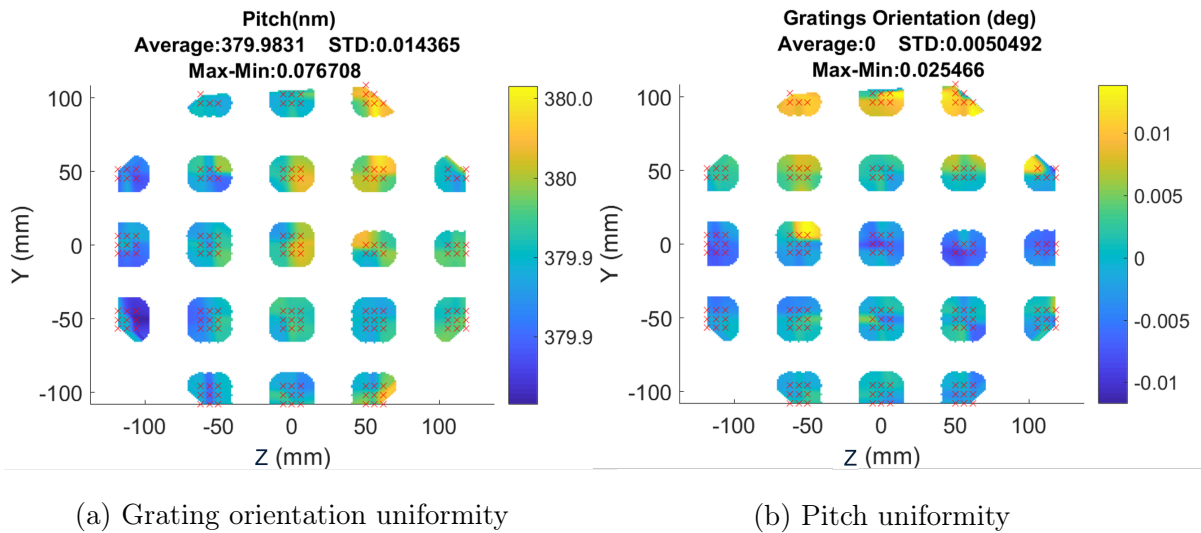 Pitch(nm)
Average:379.9831 STD:0.014365
Max-Min:0.076708
100
50
0
-50
-100
Y (mm)
-100
-50
0
50
100
Z (mm)
380.0
380
379.9
379.9
(a) Grating orientation uniformity
Gratings Orientation (deg)
Average:0 STD:0.0050492
Max-Min:0.025466
100
50
0
-50
-100
Y (mm)
-100
-50
0
50
100
Z (mm)
0.01
0.005
0
-0.005
-0.01
(b) Pitch uniformity